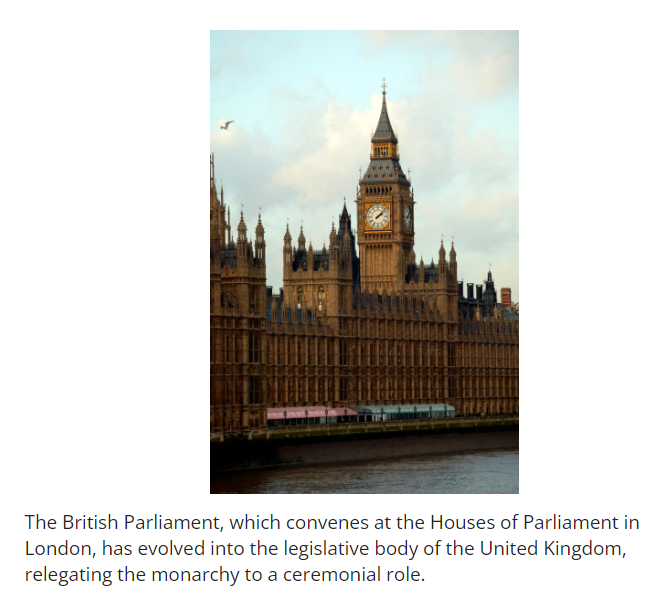 The British Parliament, which convenes at the Houses of Parliament in
London, has evolved into the legislative body of the United Kingdom,
relegating the monarchy to a ceremonial role.